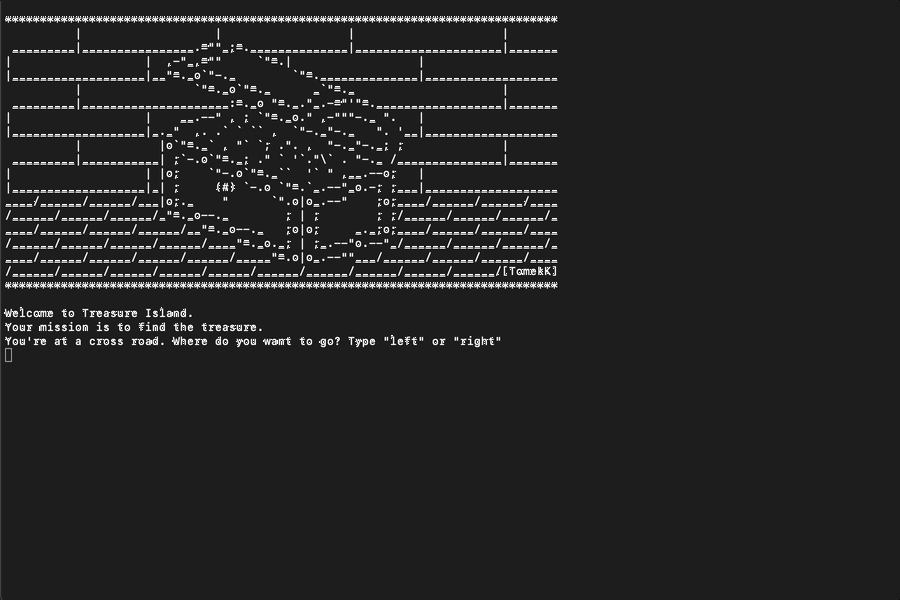 [TomekK]
Welcome to Treasure Island.
Your mission is to find the treasure.
You're at a cross road. Where do you want to go? Type "left" or "right"